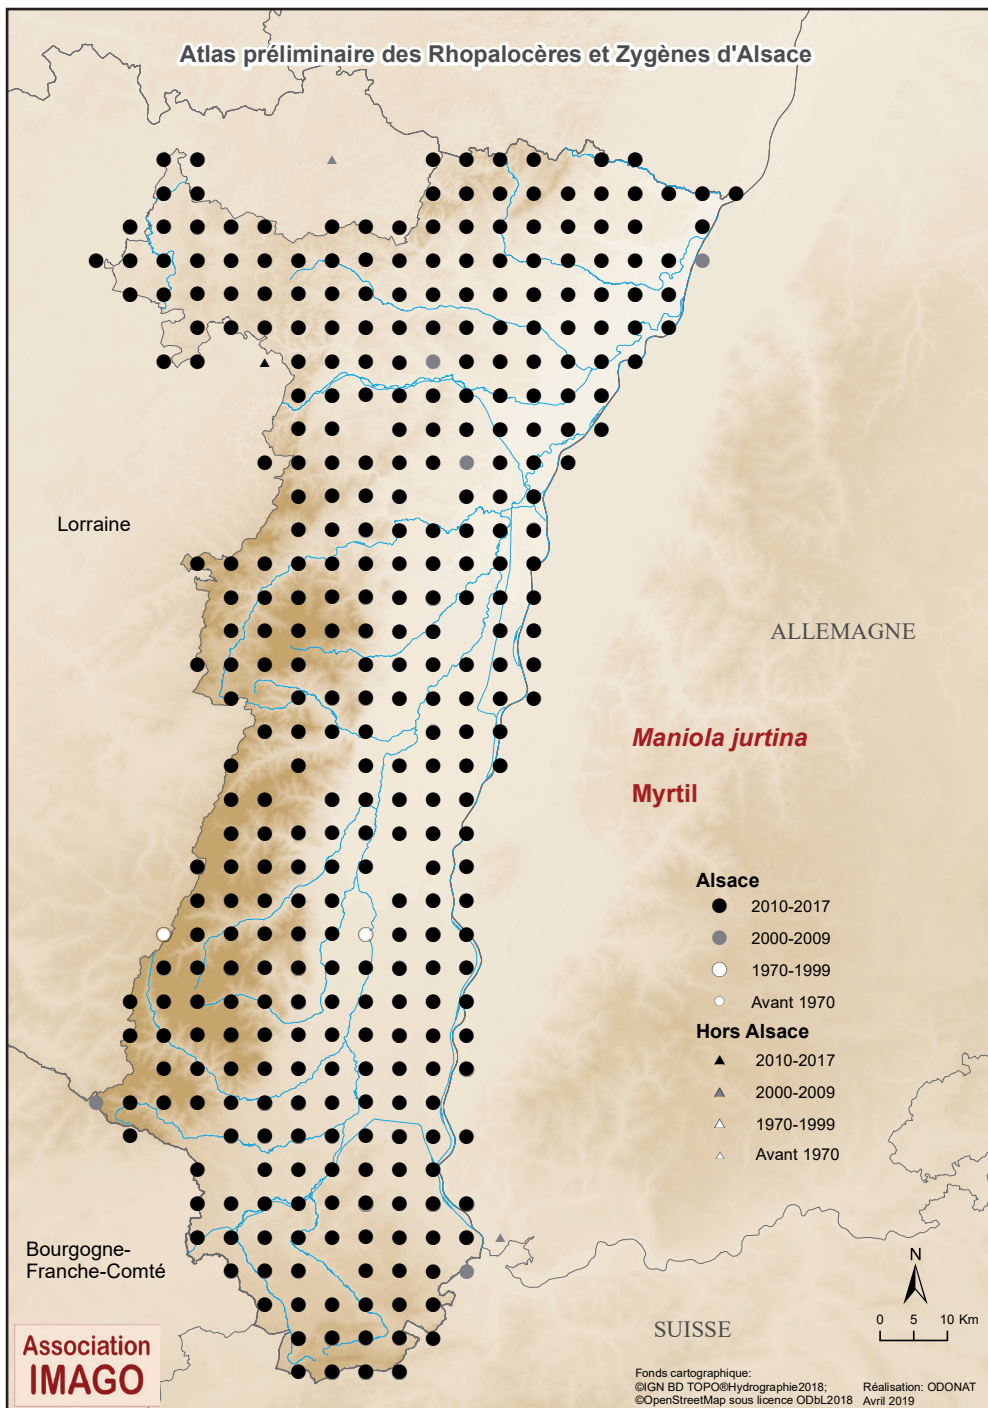 Atlas préliminaire des Rhopalocères et Zygènes d'Alsace
Lorraine
ALLEMAGNE
Maniola jurtina
Myrtil
Alsace
2010-2017
2000-2009
1970-1999
Avant 1970
Hors Alsace
2010-2017
2000-2009
1970-1999
Avant 1970
Bourgogne-
Franche-Comté
N
0 5 10 Km
SUISSE
Association
IMAGO
Fonds cartographique:
©IGN BD TOPO®Hydrographie2018;
©OpenStreetMap sous licence ODbL2018
Réalisation: ODONAT
Avril 2019